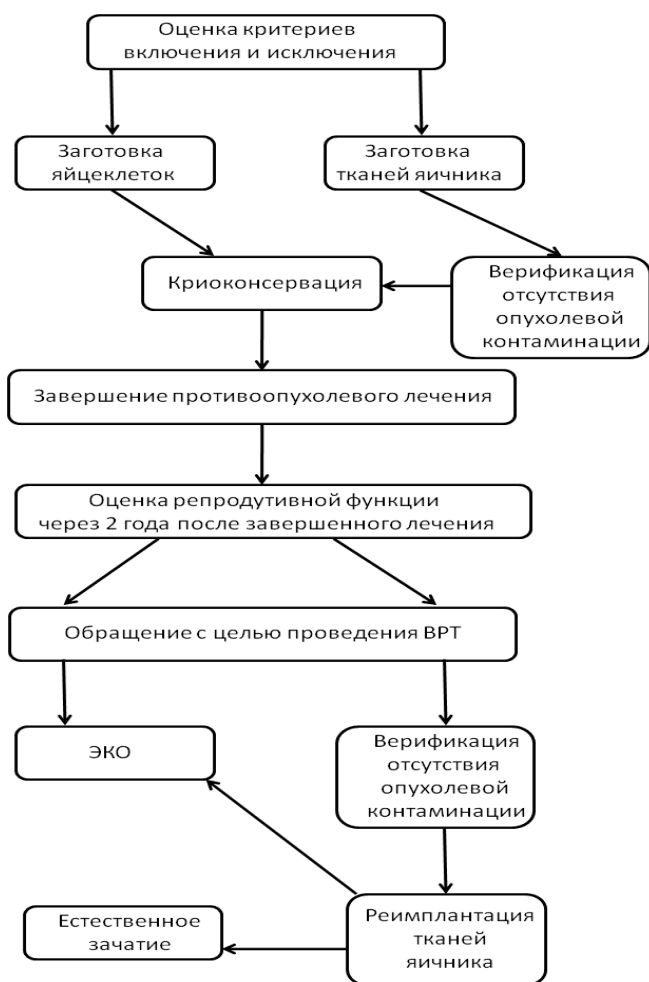 Оценка критериев
включения и исключения
Заготовка
яйцеклеток
Заготовка
тканей яичника
Криоконсервация
Верификация
отсутствия
опухолевой
контаминации
Завершение противоопухолевого лечения
Оценка репродутивной функции
через 2 года после завершенного лечения
Обращение с целью проведения ВРТ
ЭКО
Верификация
отсутствия
опухолевой
контаминации
Естественное
зачатие
Реимплантация
тканей
яичника